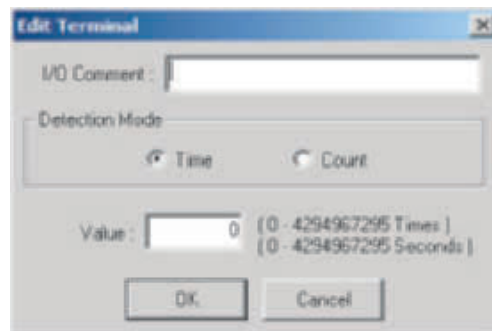 Edit Terminal
I/O Comment :
Detection Mode
Time
Count
Value :
0
( 0 - 4294967295 Times )
( 0 - 4294967295 Seconds )
OK
Cancel